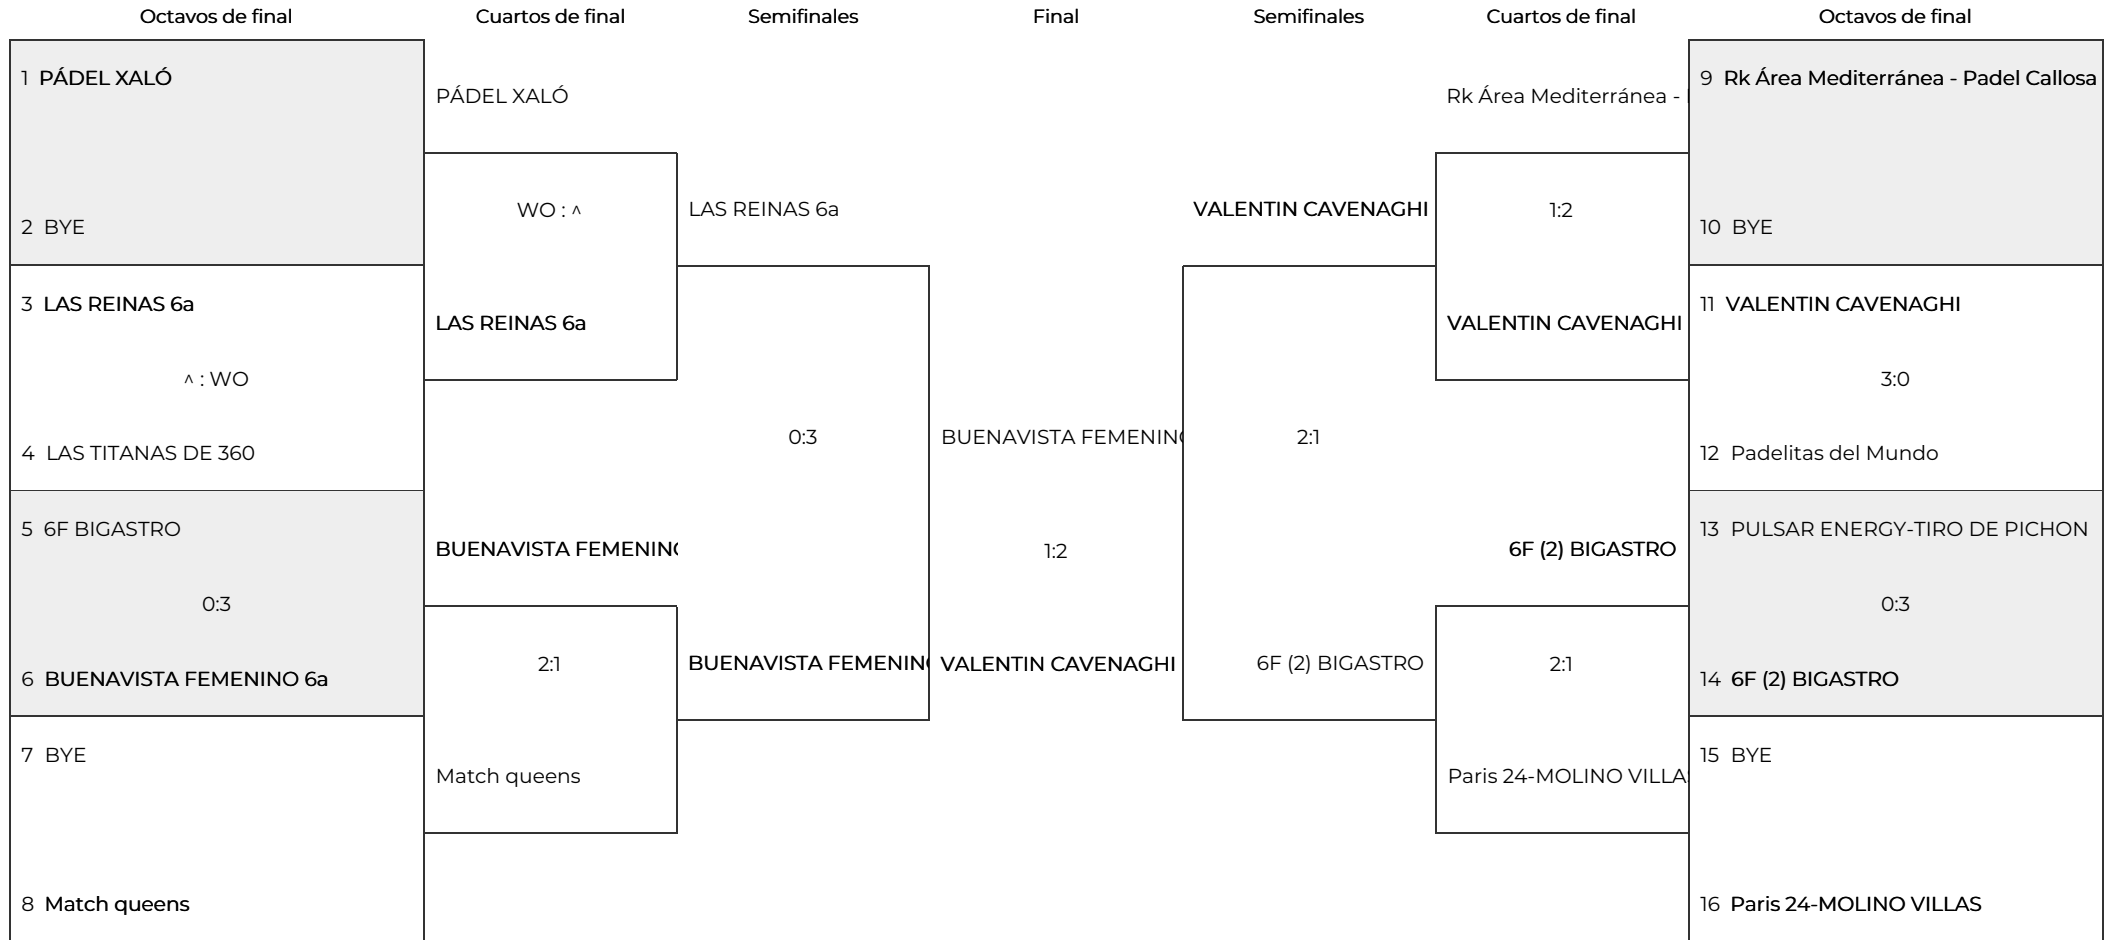 Octavos de final
Cuartos de final
Semifinales
Final
Semifinales
Cuartos de final
Octavos de final
1 PÁDEL XALÓ
2 BYE
3 LAS REINAS 6a
^ : WO
4 LAS TITANAS DE 360
5 6F BIGASTRO
0:3
6 BUENAVISTA FEMENINO 6a
7 BYE
8 Match queens
PÁDEL XALÓ
WO : ^
LAS REINAS 6a
BUENAVISTA FEMENINO
2:1
Match queens
LAS REINAS 6a
0:3
BUENAVISTA FEMENINO
BUENAVISTA FEMENINO
1:2
VALENTIN CAVENAGHI
VALENTIN CAVENAGHI
2:1
6F (2) BIGASTRO
Rk Área Mediterránea -
1:2
VALENTIN CAVENAGHI
6F (2) BIGASTRO
2:1
Paris 24-MOLINO VILLAS
9 Rk Área Mediterránea - Padel Callosa
10 BYE
11 VALENTIN CAVENAGHI
3:0
12 Padelitas del Mundo
13 PULSAR ENERGY-TIRO DE PICHON
0:3
14 6F (2) BIGASTRO
15 BYE
16 Paris 24-MOLINO VILLAS